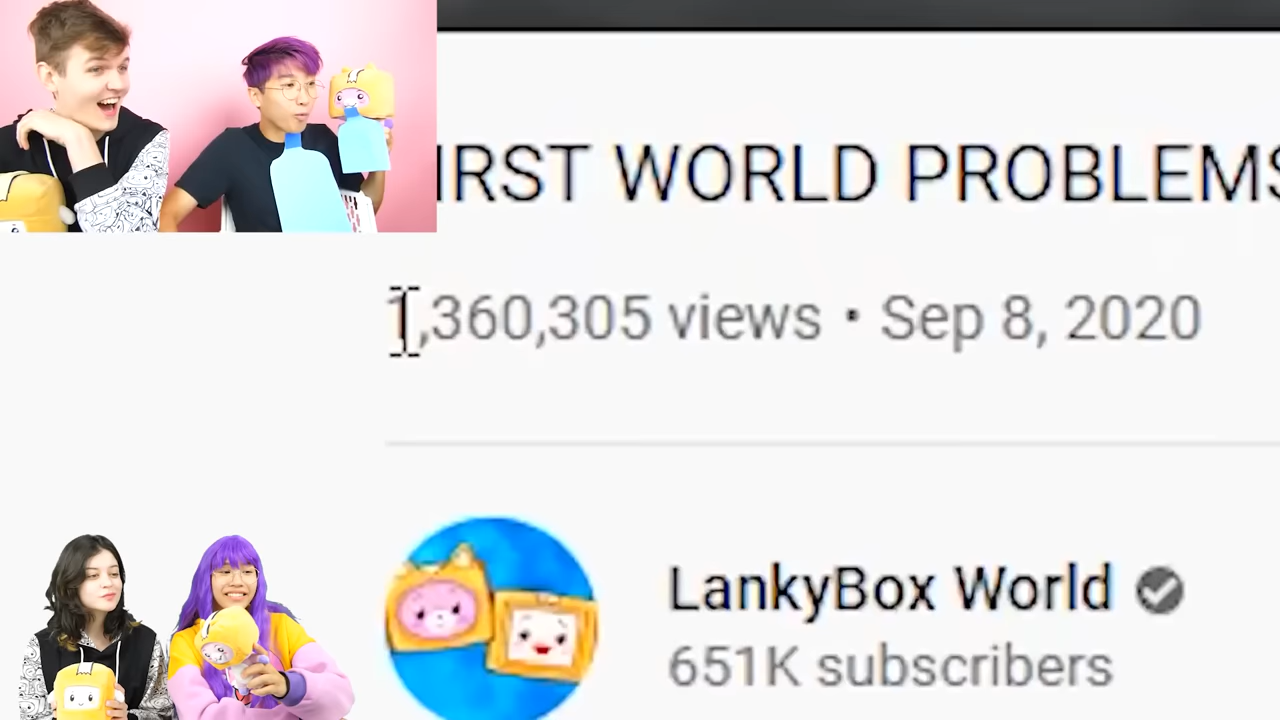 IRST WORLD PROBLEMS
1,360,305 views • Sep 8, 2020
LankyBox World
651K subscribers